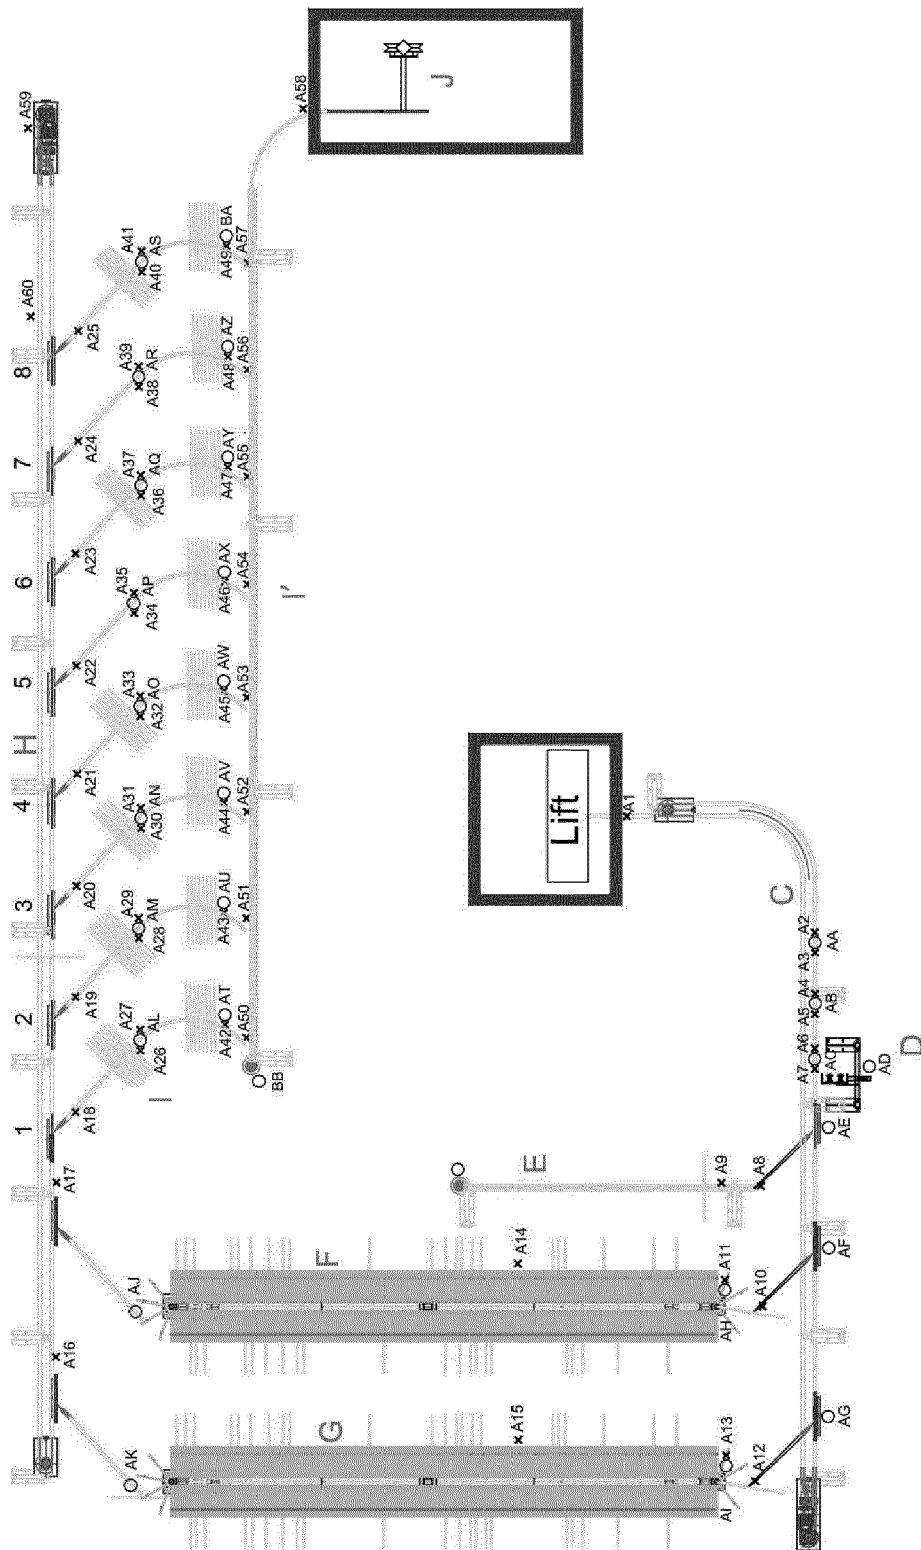 1 2 3 4 H 5 6 7 8 A60 A59
A16 A17
A18 A19 A20 A21 A22 A23 A24 A25
AK AJ
A27 A29 A31 A33 A35 A37 A39 A41
AL AM AN AO AP AQ AR AS
A26 A28 A30 A32 A34 A36 A38 A40
I
A42 AT A43 AU A44 AV A45 AW A46 AX A47 AY A48 AZ A49 BA
A50 A51 A52 A53 A54 A55 A56 A57
BB
I'
A58
J
G F
A15 A14
E
Lift
A1
A13 A11 A9
AI AH
A12 A10 A8
C
A7 A6 A5 A4 A3 A2
AC AB AA
AG AF AE AD
D